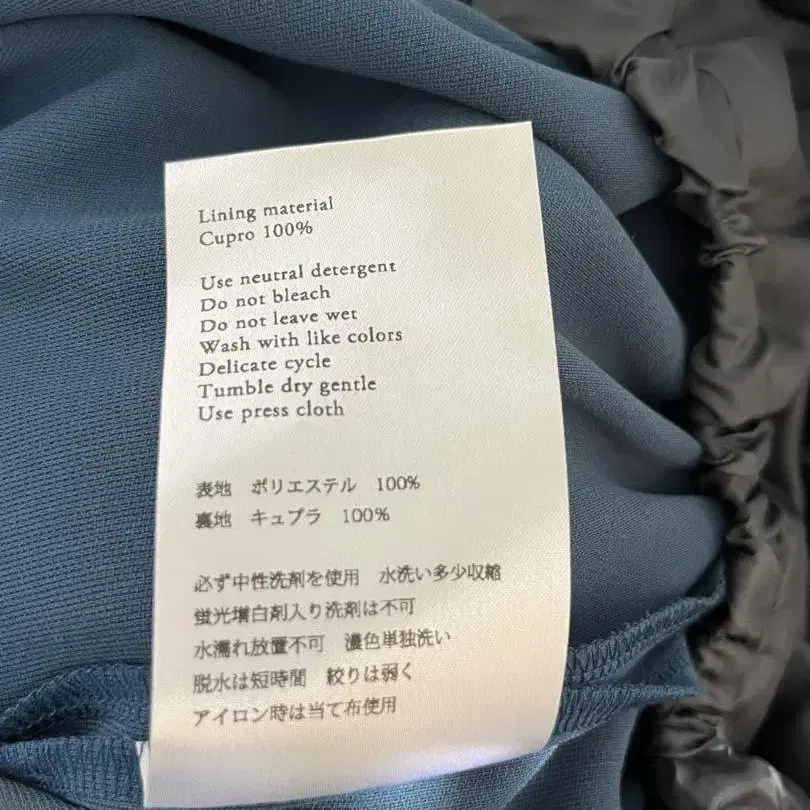 Lining material
Cupro 100%
Use neutral detergent
Do not bleach
Do not leave wet
Wash with like colors
Delicate cycle
Tumble dry gentle
Use press cloth
表地　ポリエステル　100%
裏地　キュプラ　100%
必ず中性洗剤を使用　水洗い多少収縮
蛍光増白剤入り洗剤は不可
水濡れ放置不可　濃色単独洗い
脱水は短時間　絞りは弱く
アイロン時は当て布使用